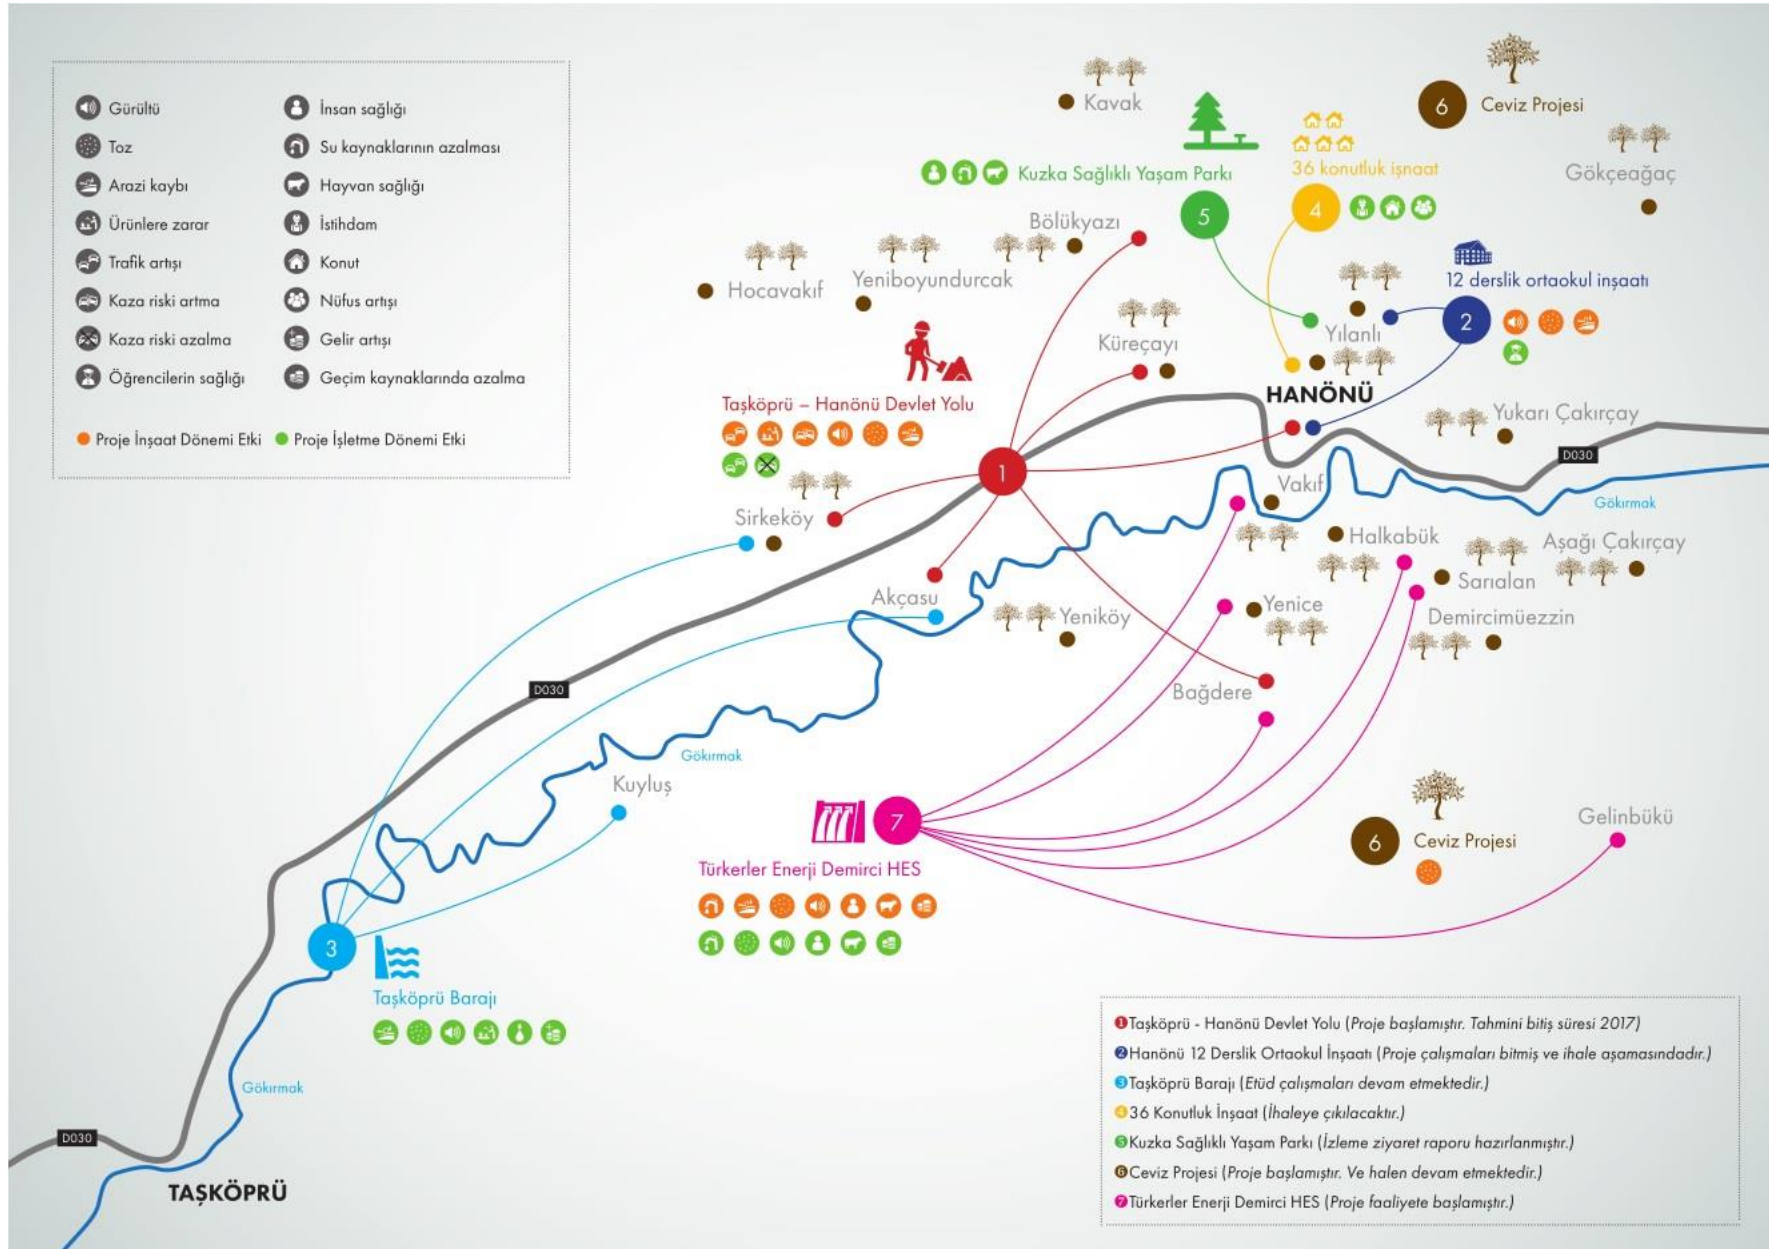 Gürültü
Toz
Arazi kaybı
Ürünlere zarar
Trafik artışı
Kaza riski artma
Kaza riski azalma
Öğrencilerin sağlığı
İnsan sağlığı
Su kaynaklarının azalması
Hayvan sağlığı
İstihdam
Konut
Nüfus artışı
Gelir artışı
Geçim kaynaklarında azalma
Proje İnşaat Dönemi Etki
Proje İşletme Dönemi Etki
Kavak
6
Ceviz Projesi
Gökçeağaç
36 konutluk işnaat
4
Kuzka Sağlıklı Yaşam Parkı
5
Bölükyazı
Hocavakıf
Yeniboyundurcak
12 derslik ortaokul inşaatı
2
Yılanlı
Küreçayı
HANÖNÜ
Taşköprü – Hanönü Devlet Yolu
1
Yukarı Çakırçay
D030
Gökırmak
Vakıf
Sirkeköy
Halkabük
Aşağı Çakırçay
Sarıalan
Akçasu
Yeniköy
Yenice
Demircimüezzin
Bağdere
D030
Gökırmak
Kuyluş
7
Türkerler Enerji Demirci HES
6
Ceviz Projesi
Gelinbükü
3
Taşköprü Barajı
Gökırmak
D030
TAŞKÖPRÜ
1 Taşköprü - Hanönü Devlet Yolu (Proje başlamıştır. Tahmini bitiş süresi 2017)
2 Hanönü 12 Derslik Ortaokul İnşaatı (Proje çalışmaları bitmiş ve ihale aşamasındadır.)
3 Taşköprü Barajı (Etüd çalışmaları devam etmektedir.)
4 36 Konutluk İnşaat (İhaleye çıkılacaktır.)
5 Kuzka Sağlıklı Yaşam Parkı (İzleme ziyaret raporu hazırlanmıştır.)
6 Ceviz Projesi (Proje başlamıştır. Ve halen devam etmektedir.)
7 Türkerler Enerji Demirci HES (Proje faaliyete başlamıştır.)